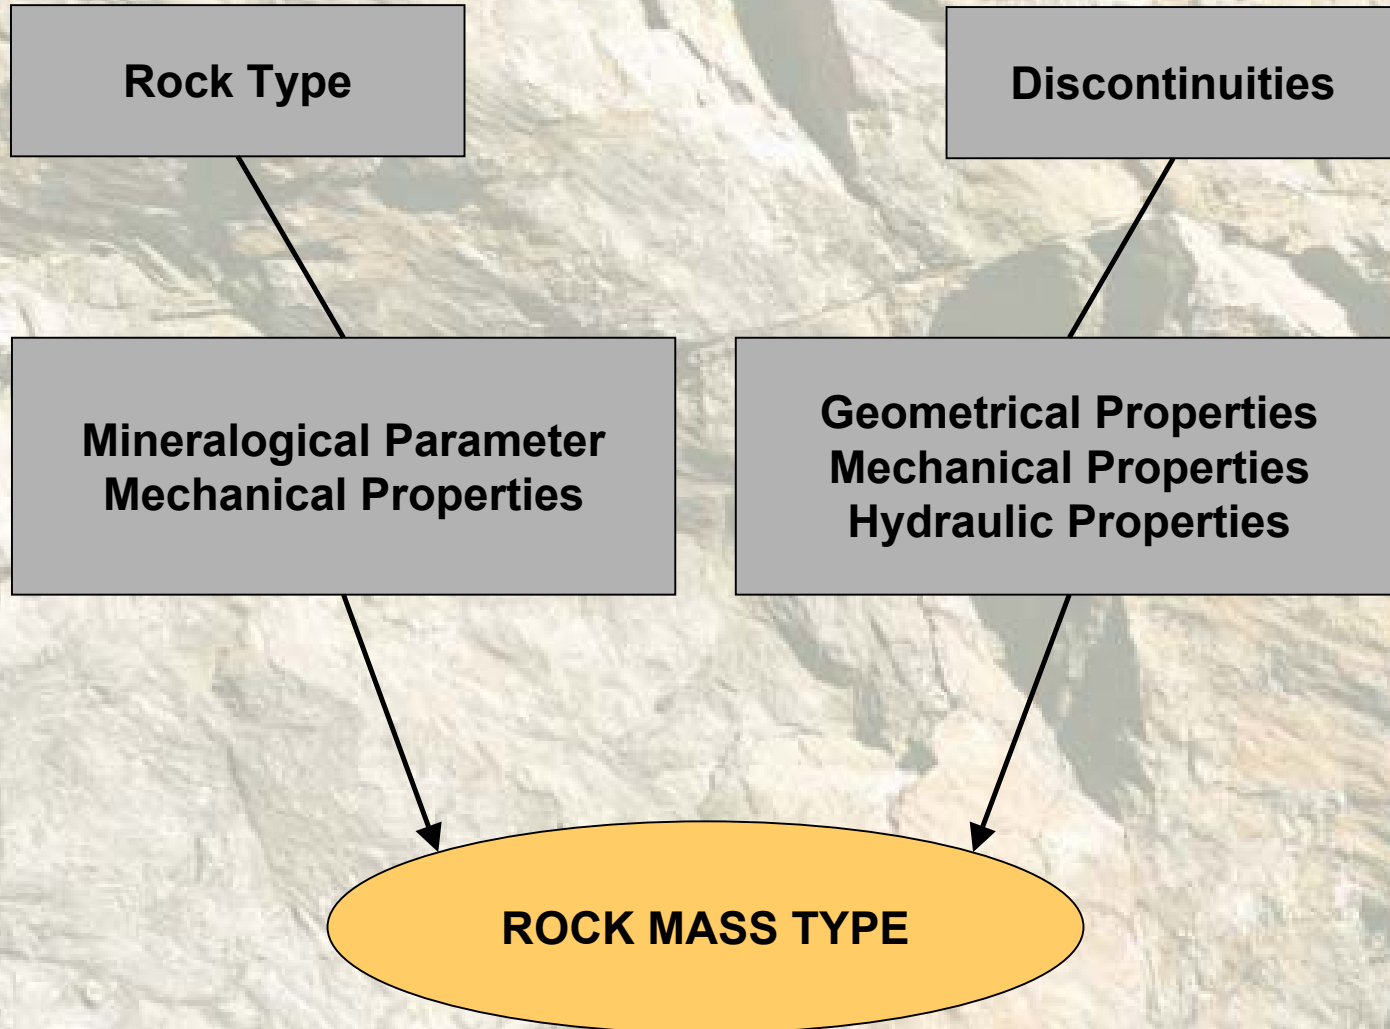 Rock Type
Discontinuities
Mineralogical Parameter
Mechanical Properties
Geometrical Properties
Mechanical Properties
Hydraulic Properties
ROCK MASS TYPE